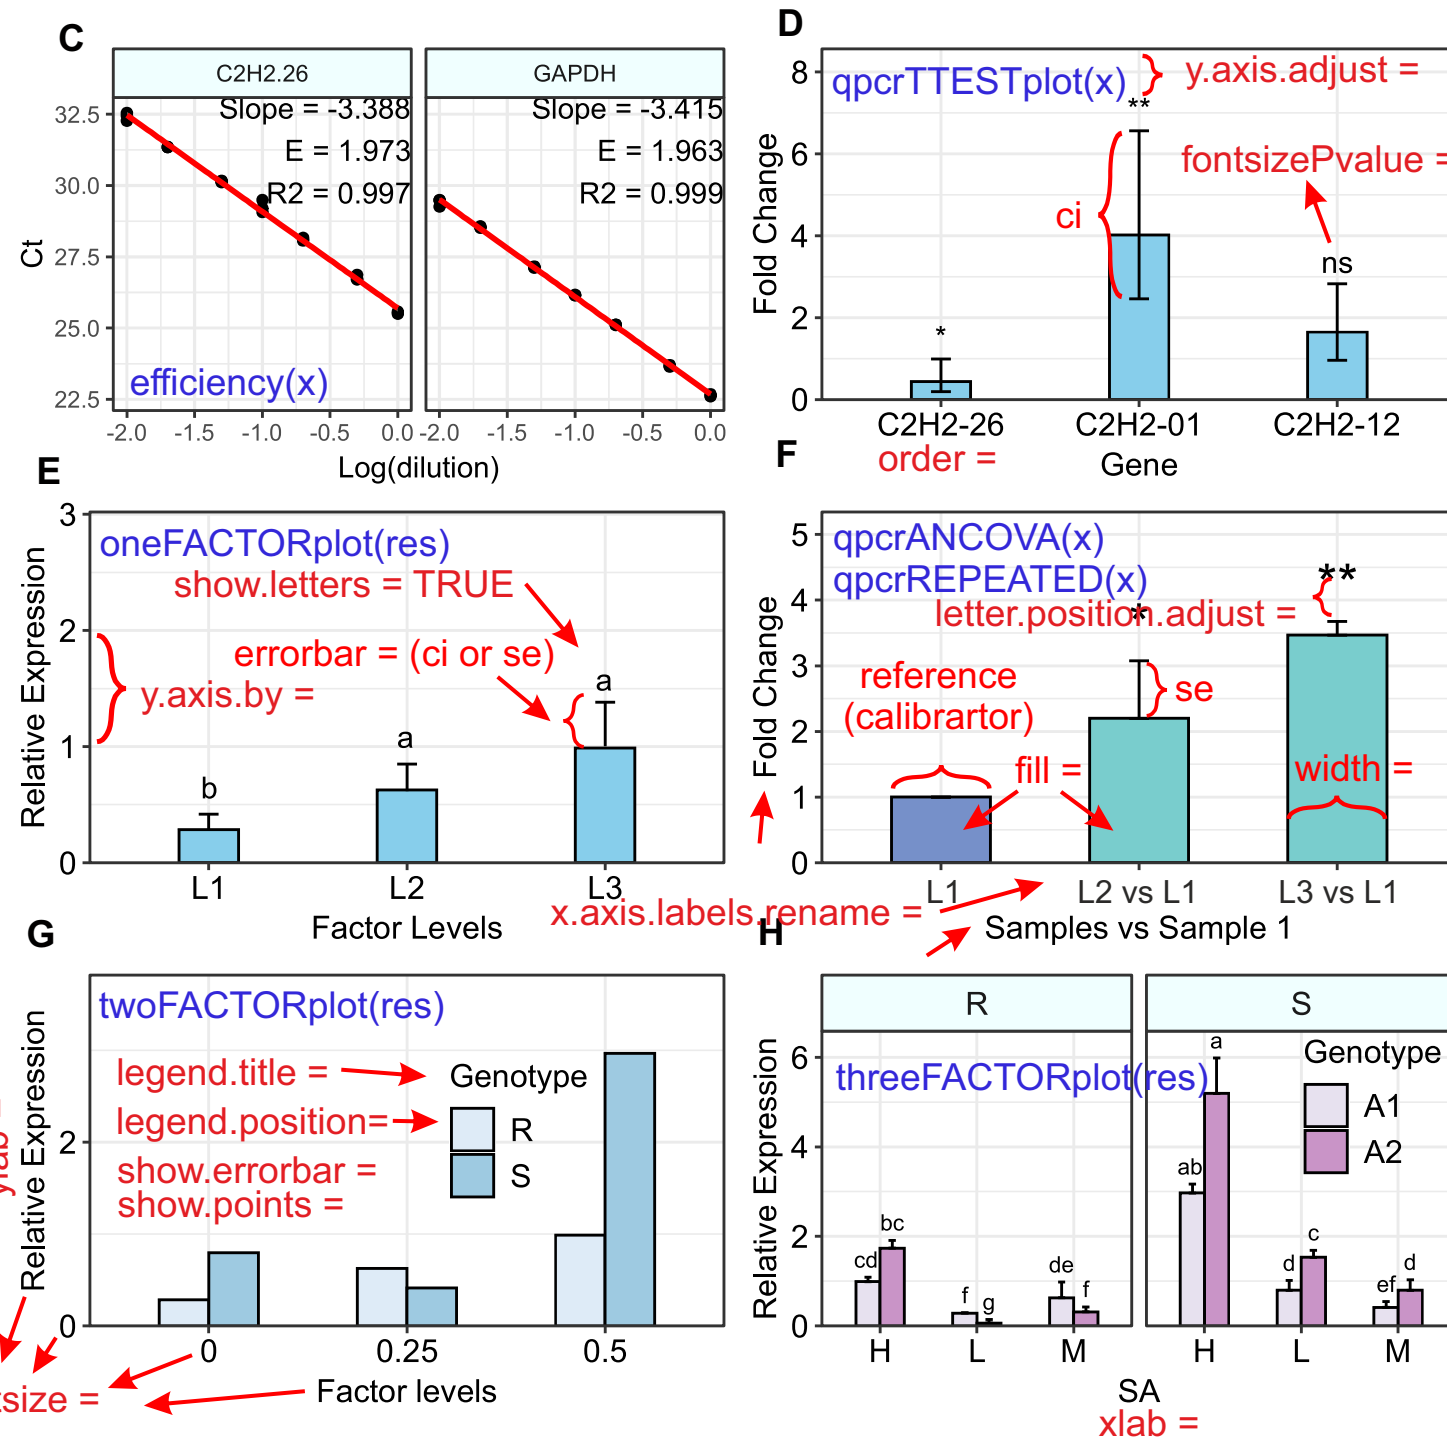 C
C2H2.26
GAPDH
Slope = -3.388
E = 1.973
R2 = 0.997
Slope = -3.415
E = 1.963
R2 = 0.999
32.5
30.0
27.5
25.0
22.5
Ct
efficiency(x)
-2.0 -1.5 -1.0 -0.5 0.0 -2.0 -1.5 -1.0 -0.5 0.0
Log(dilution)
D
qpcrTTESTplot(x)
y.axis.adjust =
**
fontsizePvalue =
ci
ns
*
8
6
4
2
0
Fold Change
C2H2-26 C2H2-01 C2H2-12
order =
Gene
E
oneFACTORplot(res)
show.letters = TRUE
errorbar = (ci or se)
y.axis.by =
a
a
b
3
2
1
0
Relative Expression
L1 L2 L3
Factor Levels
F
qpcrANCOVA(x)
qpcrREPEATED(x)
**
letter.position.adjust =
*
reference
(calibrartor)
se
fill =
width =
5
4
3
2
1
0
Fold Change
L1 L2 vs L1 L3 vs L1
x.axis.labels.rename =
Samples vs Sample 1
G
twoFACTORplot(res)
legend.title =
Genotype
legend.position=
R
S
show.errorbar =
show.points =
2
0
ylab =
Relative Expression
0 0.25 0.5
Factor levels
tsize =
H
R
S
threeFACTORplot(res)
Genotype
A1
A2
a
ab
bc
cd
f
g
de
f
d
c
ef
d
6
4
2
0
Relative Expression
H L M H L M
SA
xlab =